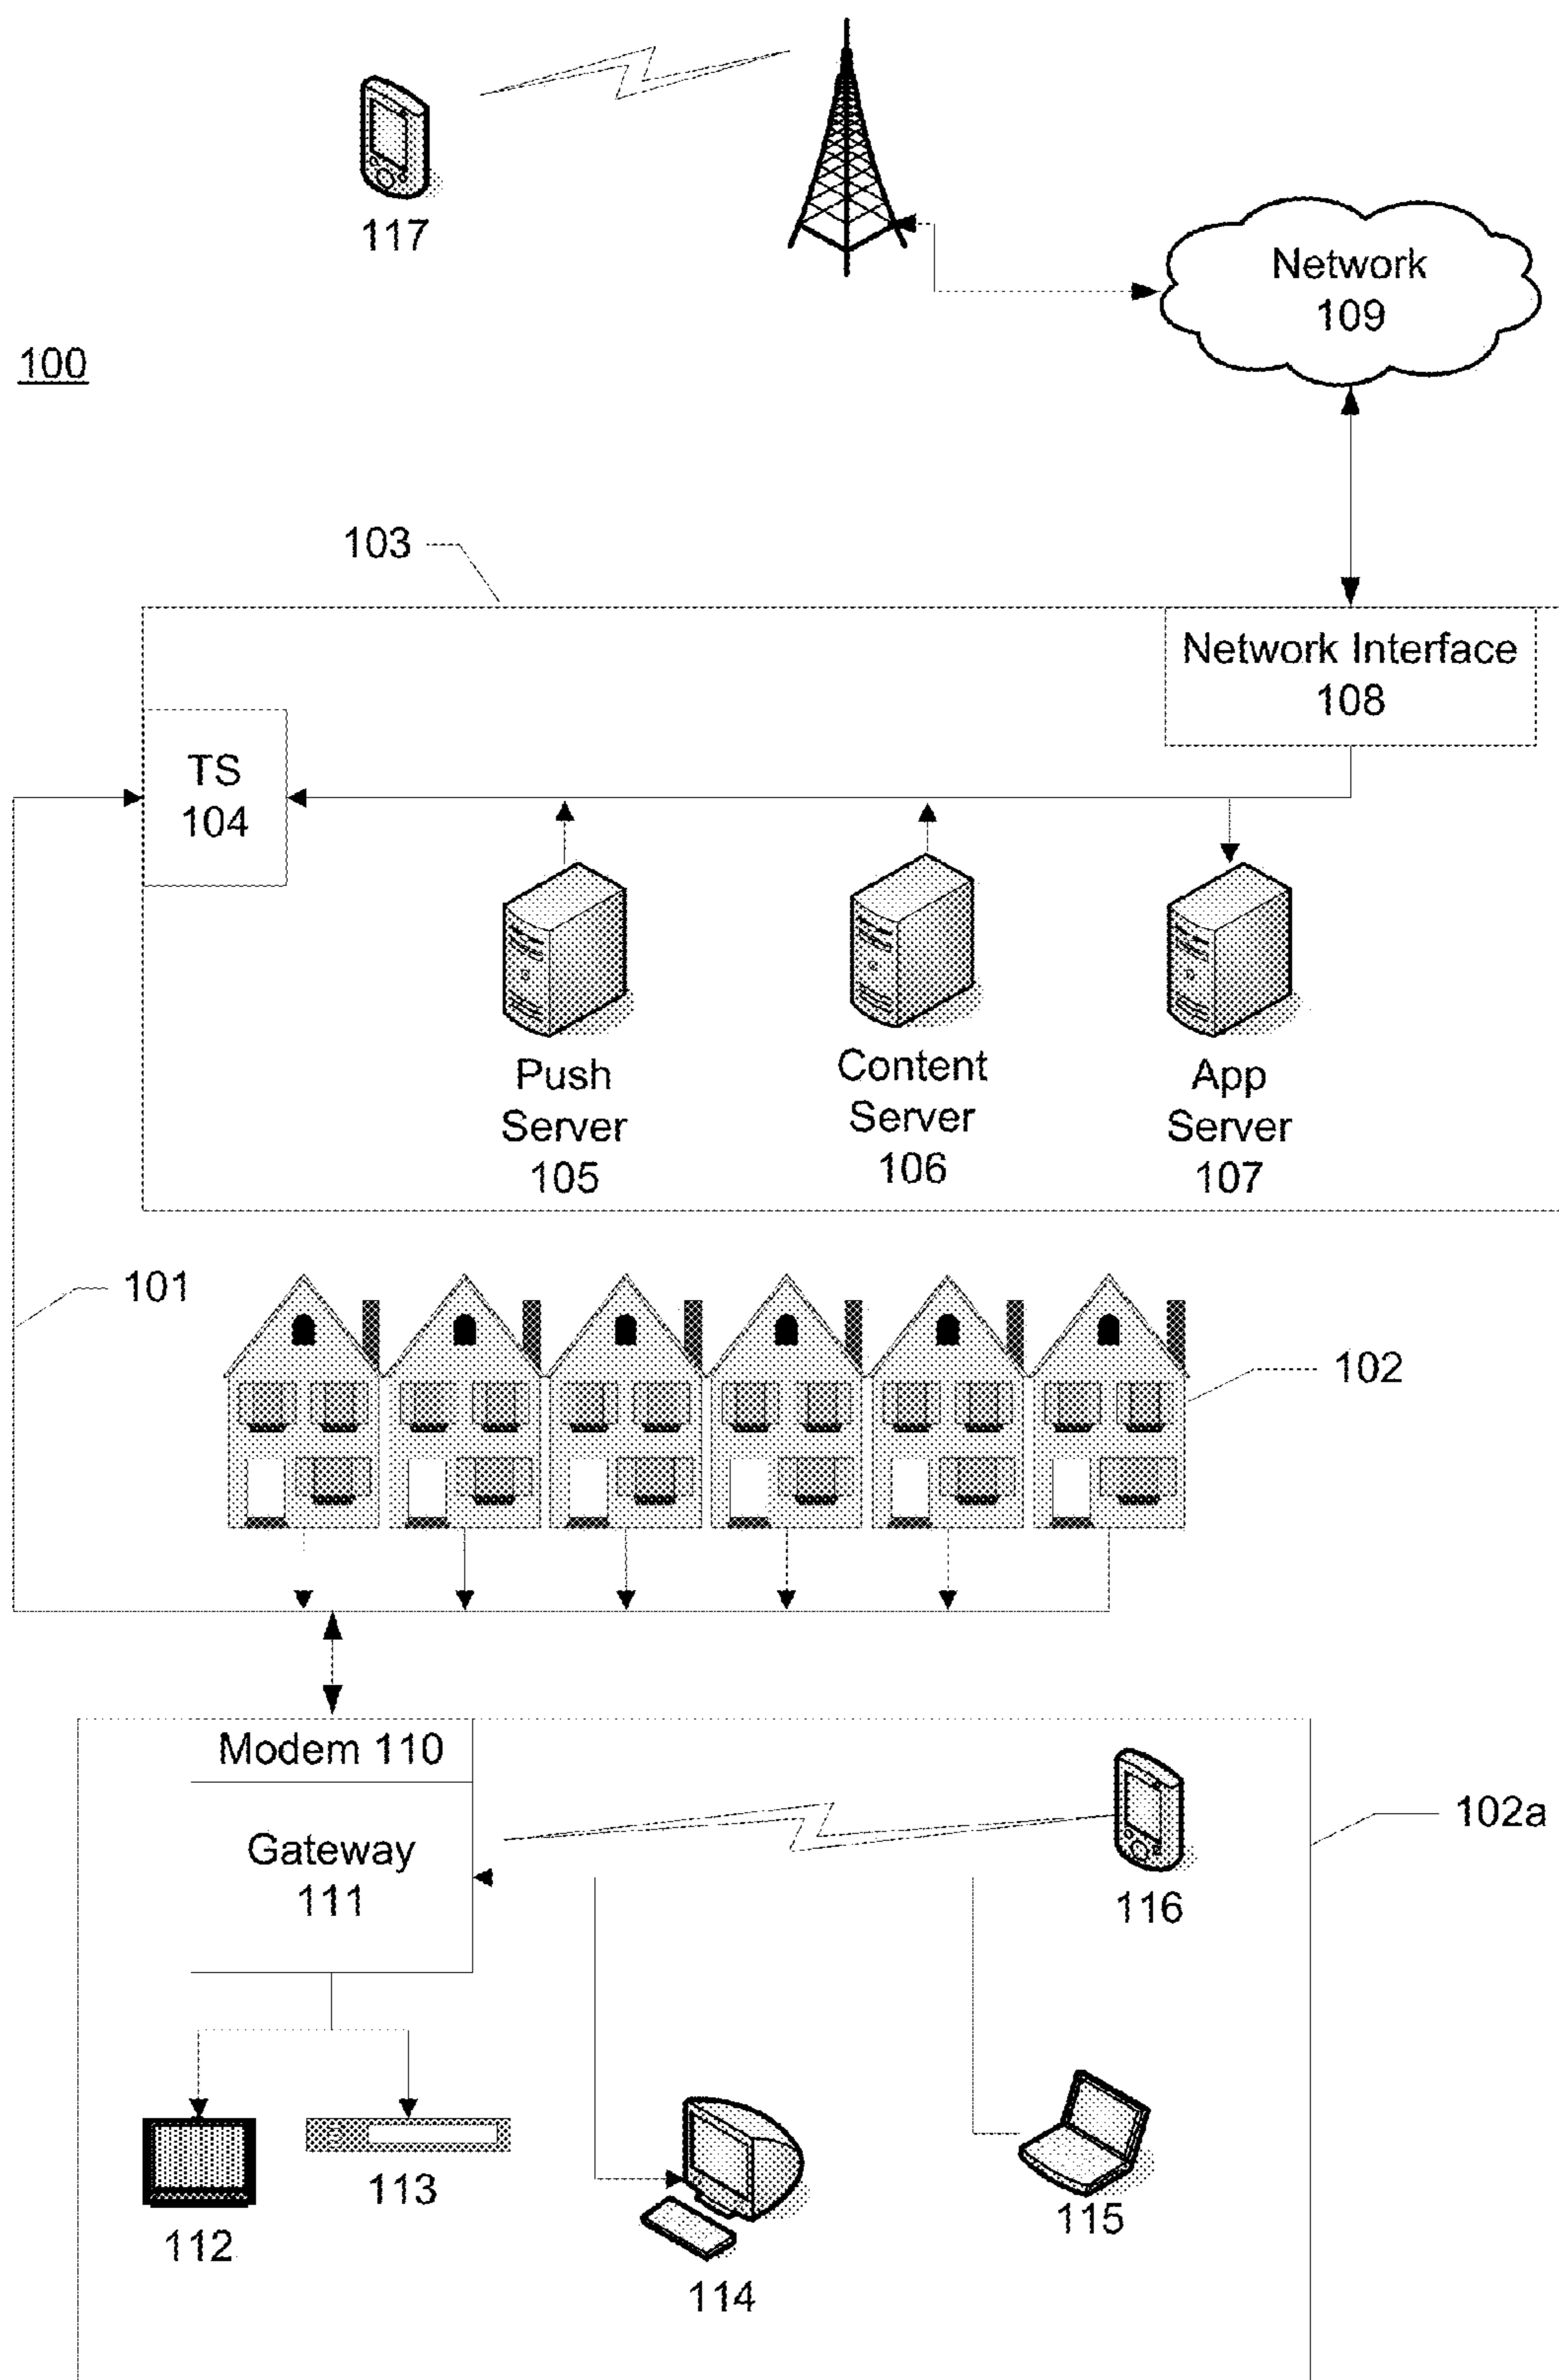 117
Network
109
100
103
Network Interface
108
TS
104
Push
Server
105
Content
Server
106
App
Server
107
101
102
Modem 110
Gateway
111
116
102a
112
113
114
115